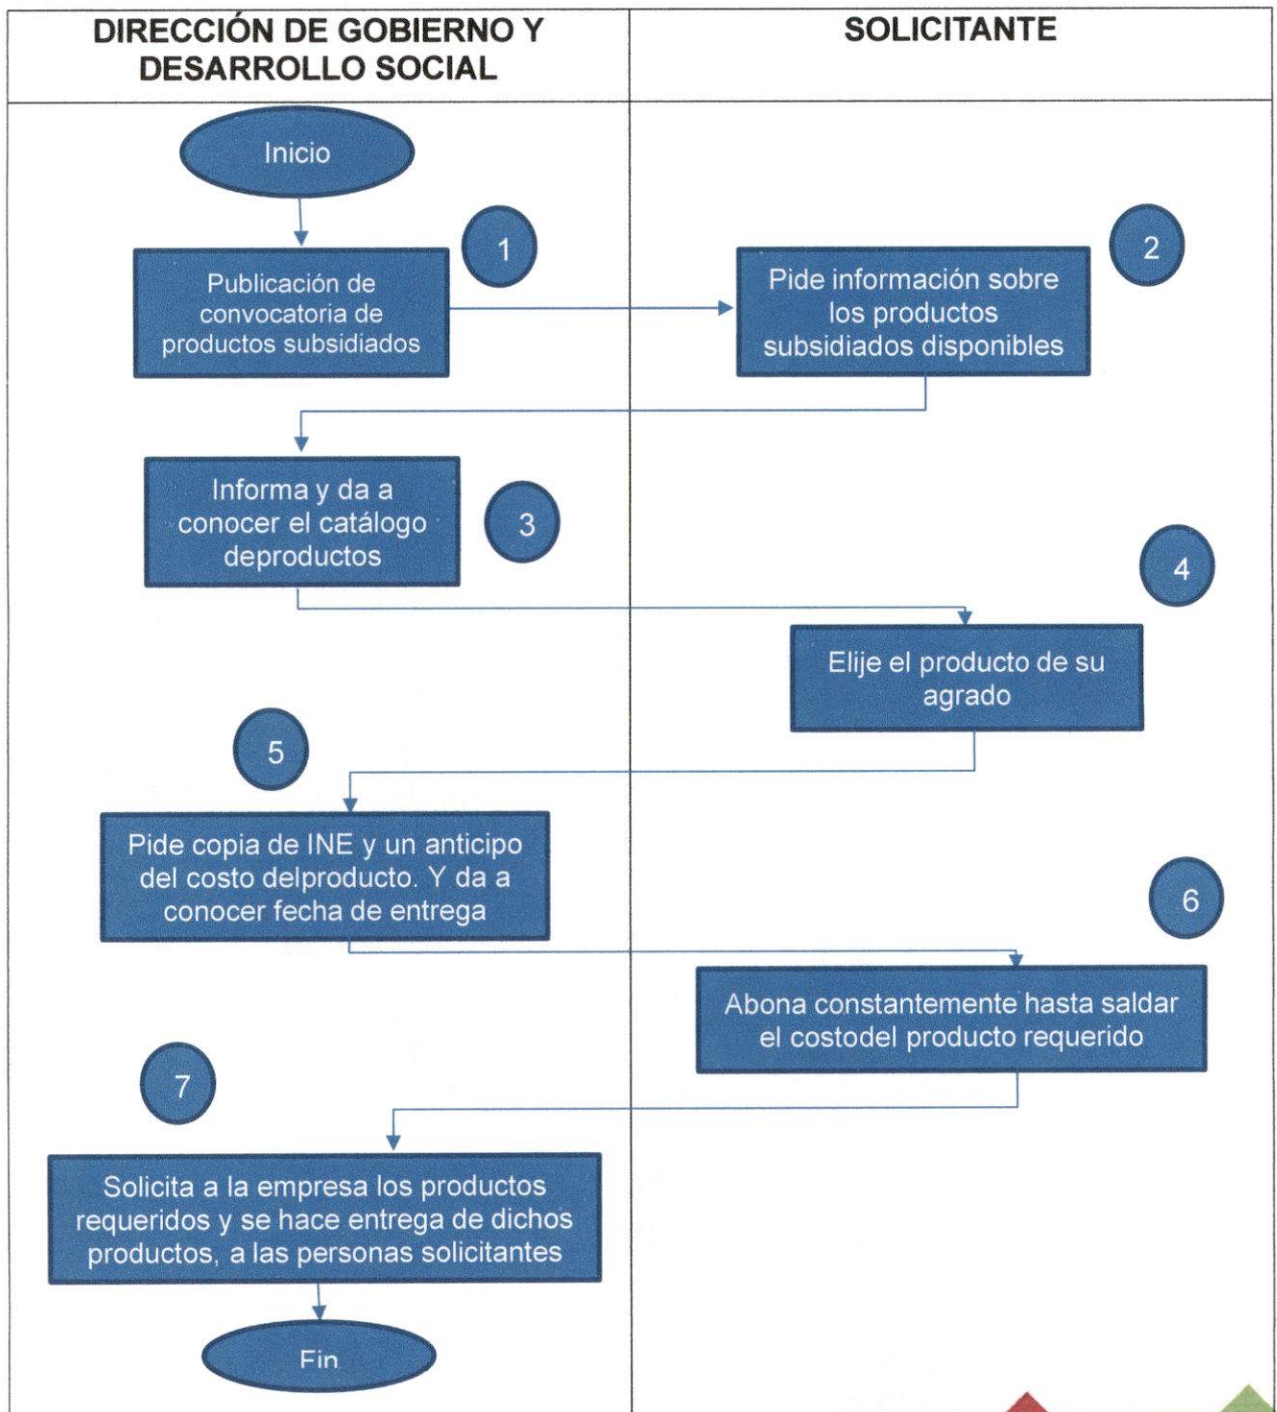 DIRECCIÓN DE GOBIERNO Y
DESARROLLO SOCIAL
SOLICITANTE
Inicio
1
Publicación de
convocatoria de
productos subsidiados
2
Pide información sobre
los productos
subsidiados disponibles
3
Informa y da a
conocer el catálogo
deproductos
4
Elije el producto de su
agrado
5
Pide copia de INE y un anticipo
del costo delproducto. Y da a
conocer fecha de entrega
6
Abona constantemente hasta saldar
el costodel producto requerido
7
Solicita a la empresa los productos
requeridos y se hace entrega de dichos
productos, a las personas solicitantes
Fin